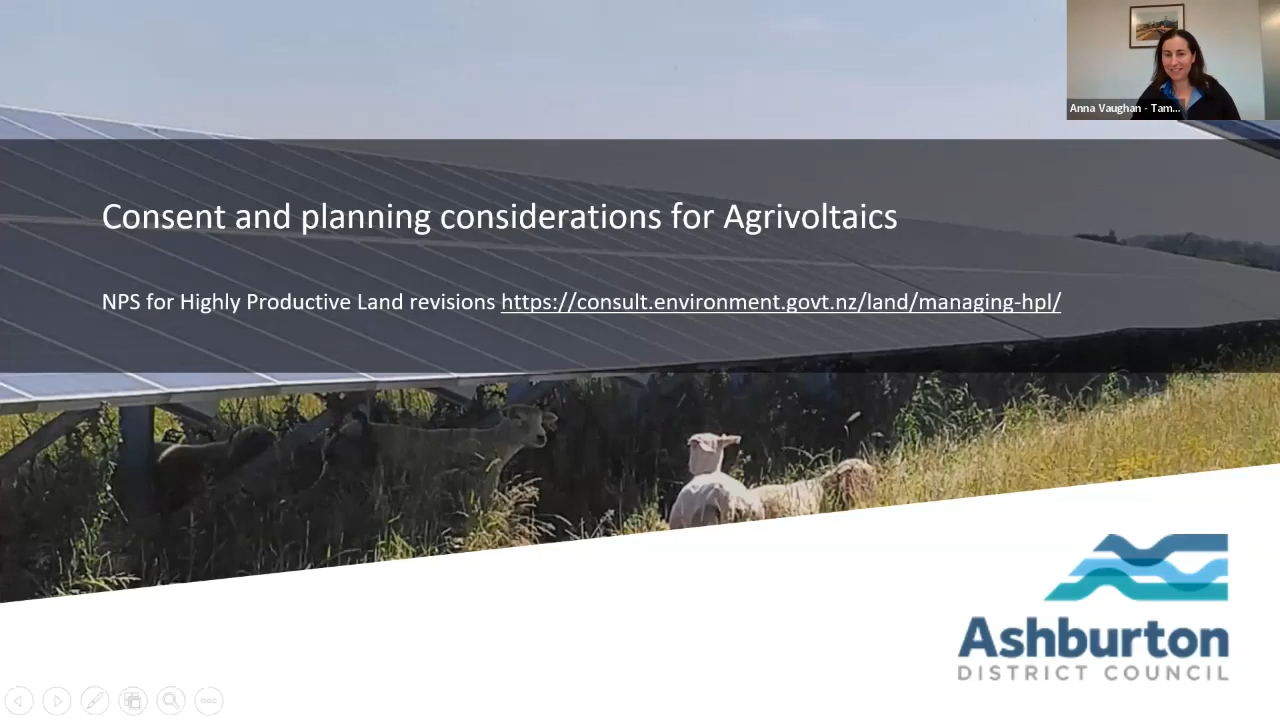 Anna Vaughan - Tam...
Consent and planning considerations for Agrivoltaics
NPS for Highly Productive Land revisions https://consult.environment.govt.nz/land/managing-hpl/
Ashburton
DISTRICT COUNCIL